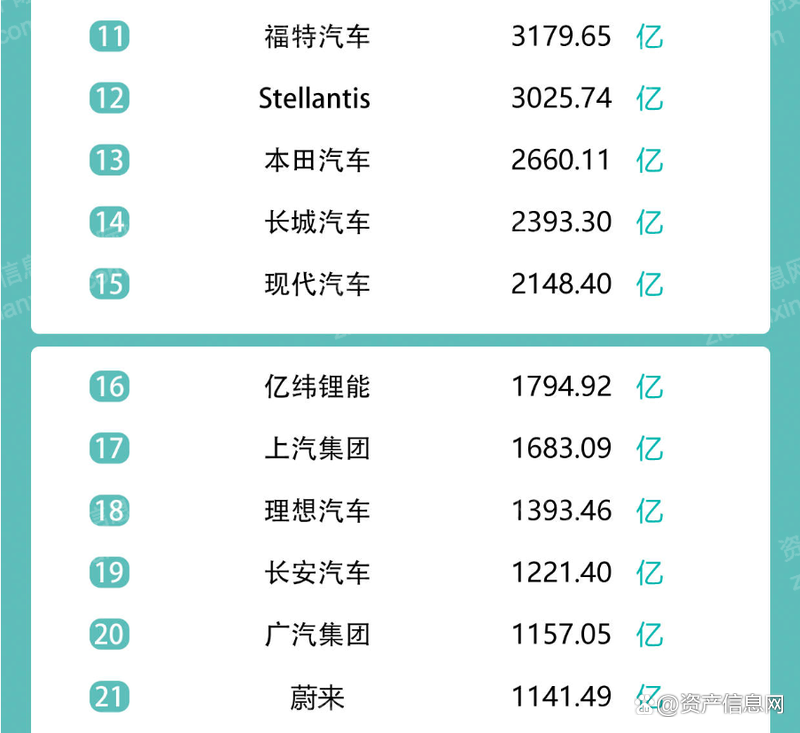 11 福特汽车 3179.65 亿
12 Stellantis 3025.74 亿
13 本田汽车 2660.11 亿
14 长城汽车 2393.30 亿
15 现代汽车 2148.40 亿
16 亿纬锂能 1794.92 亿
17 上汽集团 1683.09 亿
18 理想汽车 1393.46 亿
19 长安汽车 1221.40 亿
20 广汽集团 1157.05 亿
21 蔚来 1141.49 亿
@资产信息网